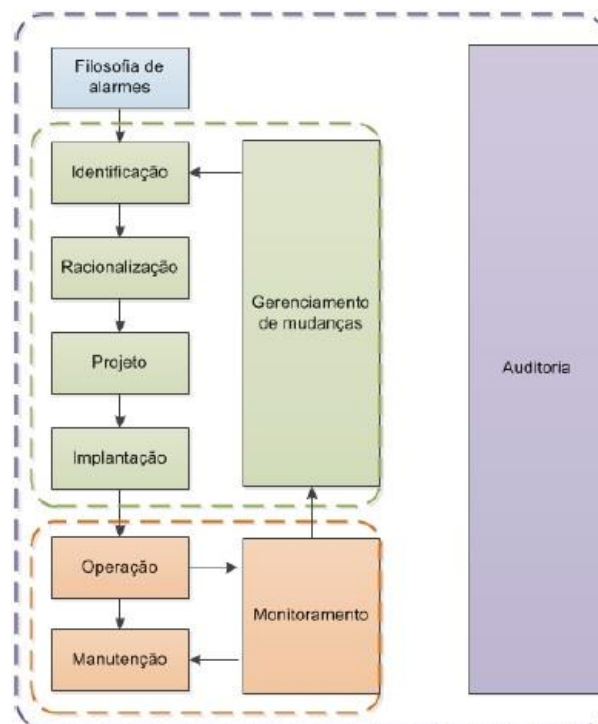 Filosofia de
alarmes
Identificação
Racionalização
Projeto
Implantação
Gerenciamento
de mudanças
Operação
Manutenção
Monitoramento
Auditoria